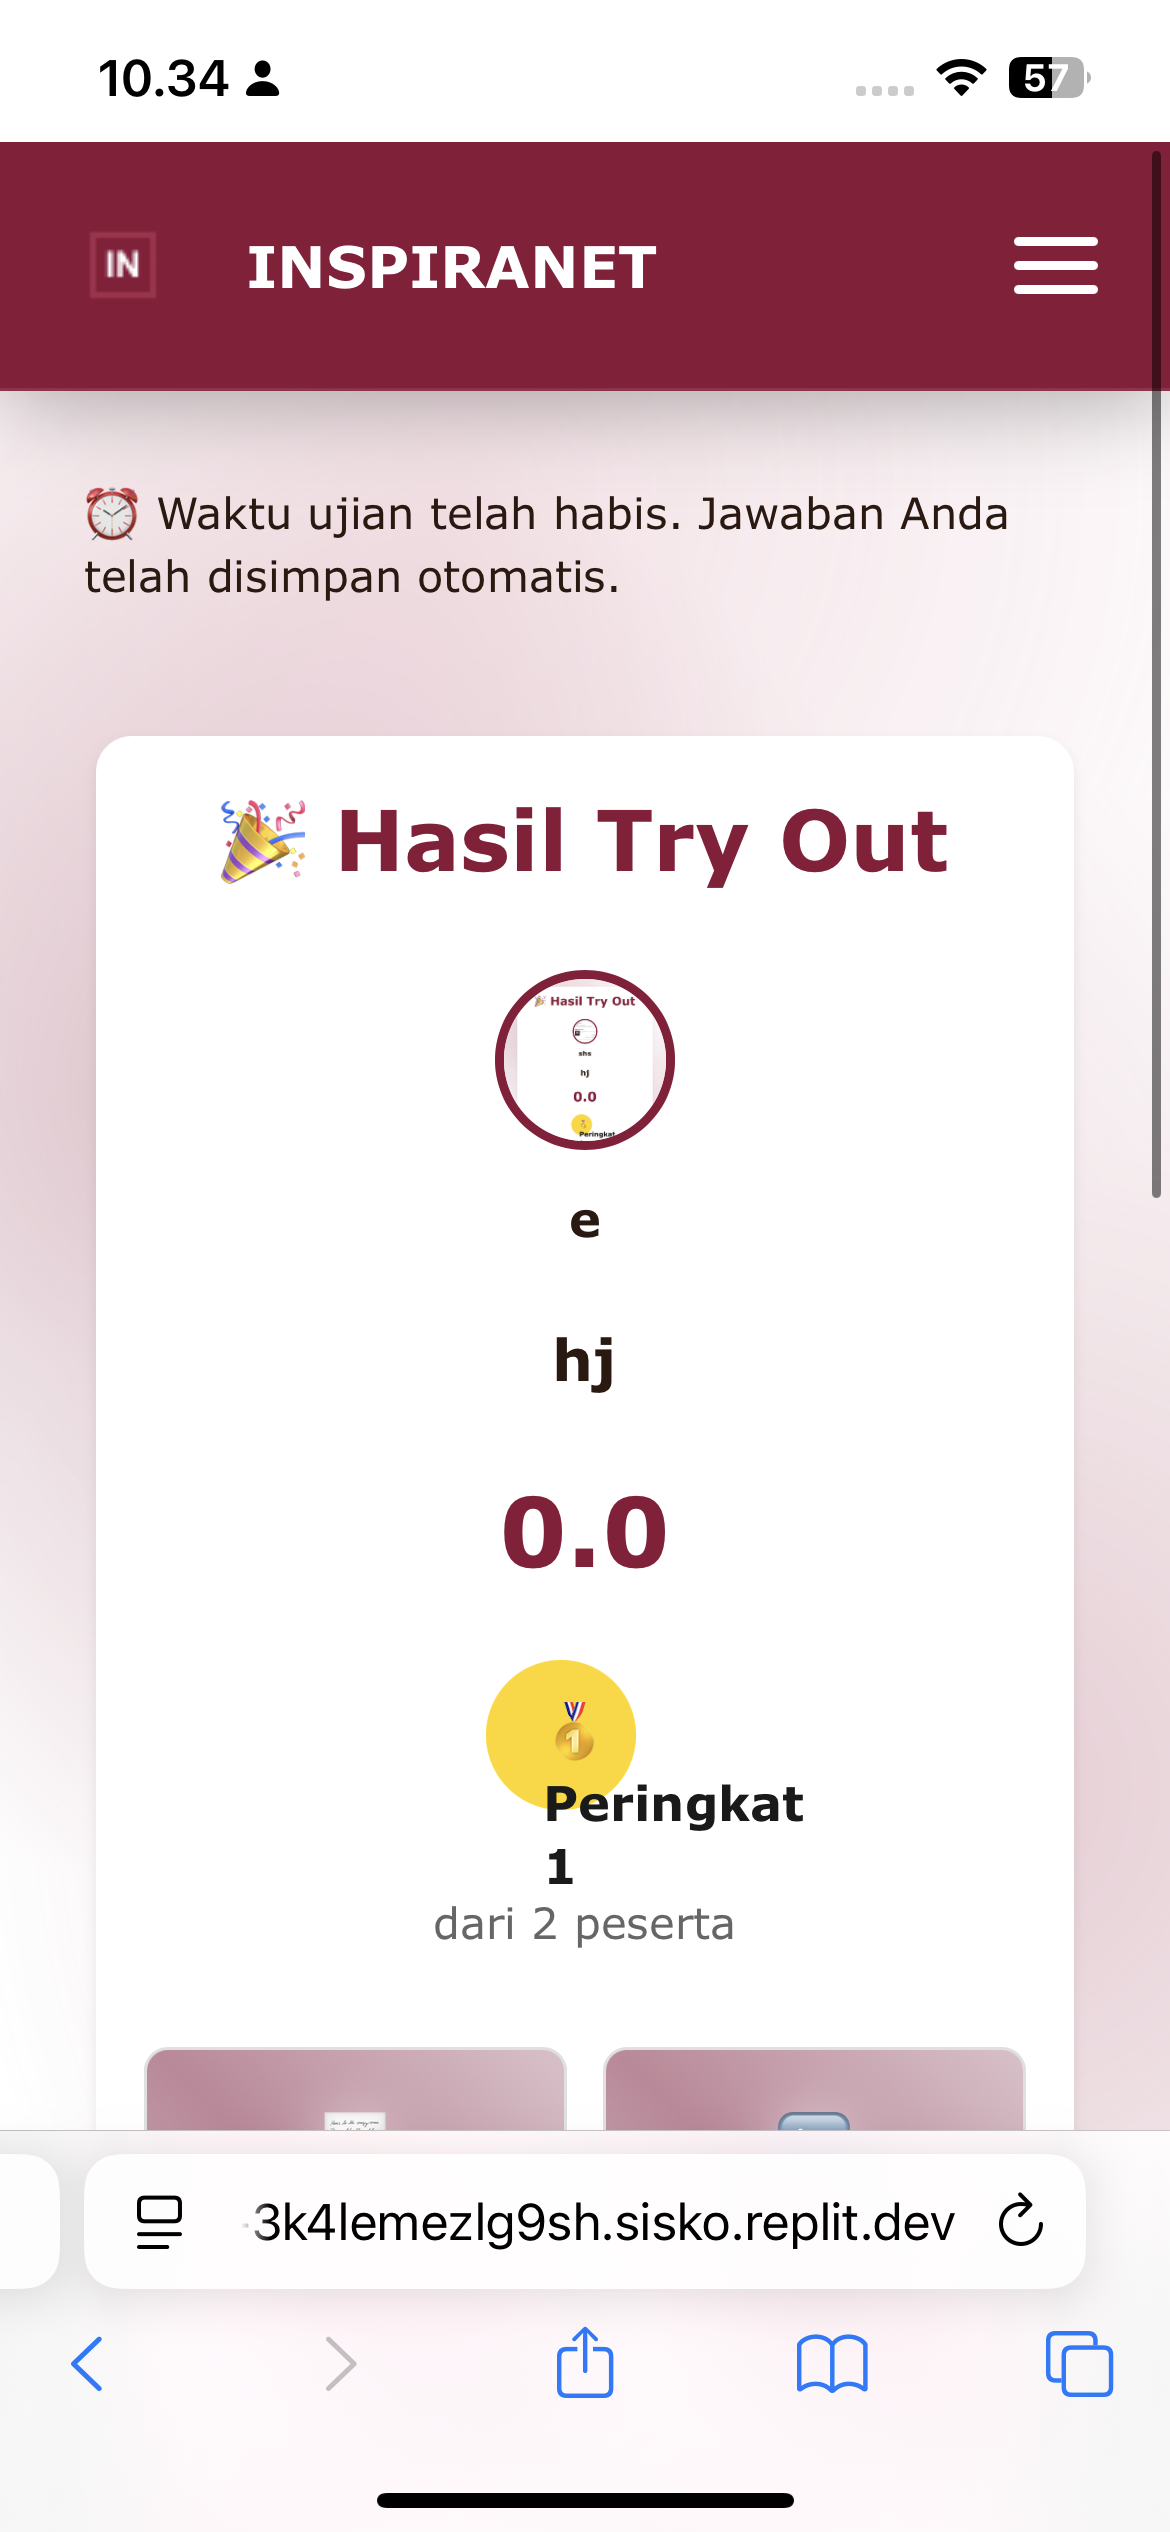 10.34
57
IN
INSPIRANET
⏰ Waktu ujian telah habis. Jawaban Anda
telah disimpan otomatis.
🎉 Hasil Try Out
🎉 Hasil Try Out
shs
hj
0.0
Peringkat
e
hj
0.0
🥇
Peringkat
1
dari 2 peserta
3k4lemezlg9sh.sisko.replit.dev